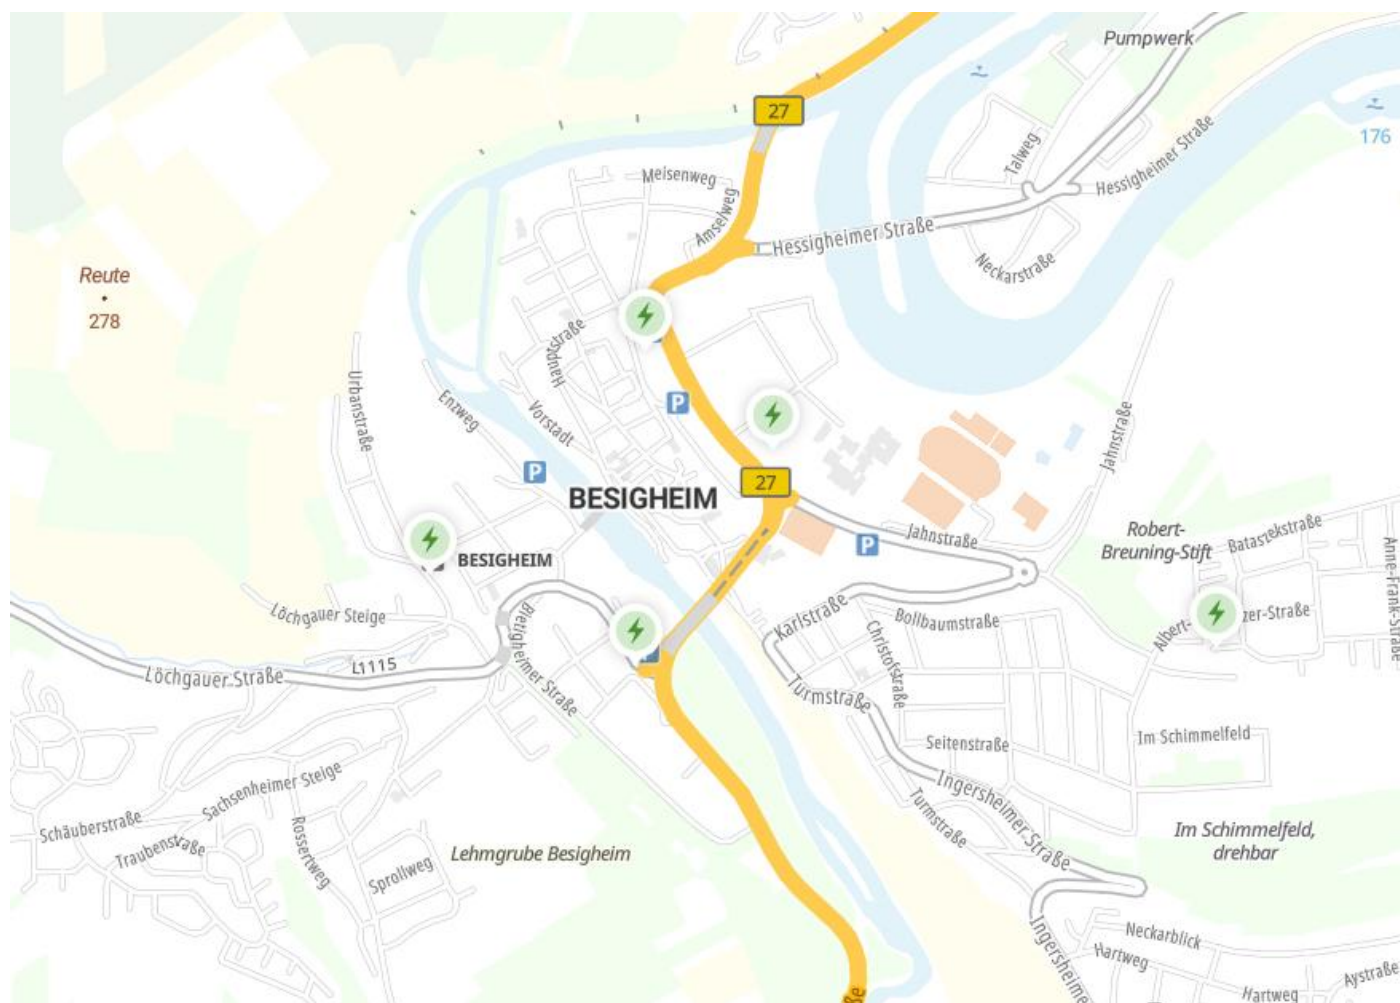 Pumpwerk
27
176
Talweg
Hessigheimer Straße
Meisenweg
Amselweg
Hessigheimer Straße
Neckarstraße
Reute
278
Hauptstraße
Urbanstraße
Enzweg
Vorstadt
P
P
Jahnstraße
27
BESIGHEIM
Jahnstraße
P
Robert-
Breuning-Stift
Anne-Frank-Straße
BESIGHEIM
Löchgauer Steige
Karlstraße
Bollbaumstraße
Albert-
zer-Straße
Christofstraße
L1115
Löchgauer Straße
Turmstraße
Im Schimmelfeld
Seitenstraße
Sachsenheimer Steige
Ingersheimer Straße
Turmstraße
Schäuberstraße
Traubenstraße
Rossertweg
Sprollweg
Lehmgrube Besigheim
Im Schimmelfeld,
drehbar
Neckarblick
Hartweg
Ingersheime
Aystraße
Hartweg
ße